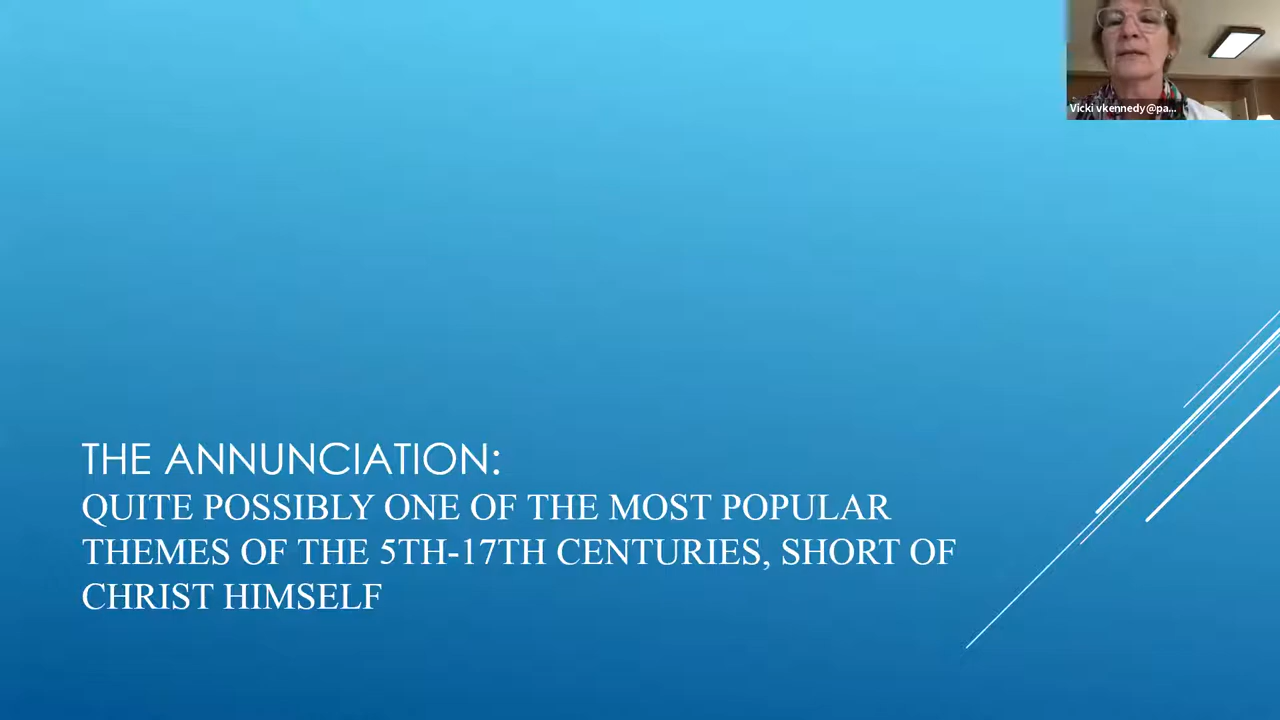 Vicki vkennedy@pa...
THE ANNUNCIATION:
QUITE POSSIBLY ONE OF THE MOST POPULAR
THEMES OF THE 5TH-17TH CENTURIES, SHORT OF
CHRIST HIMSELF